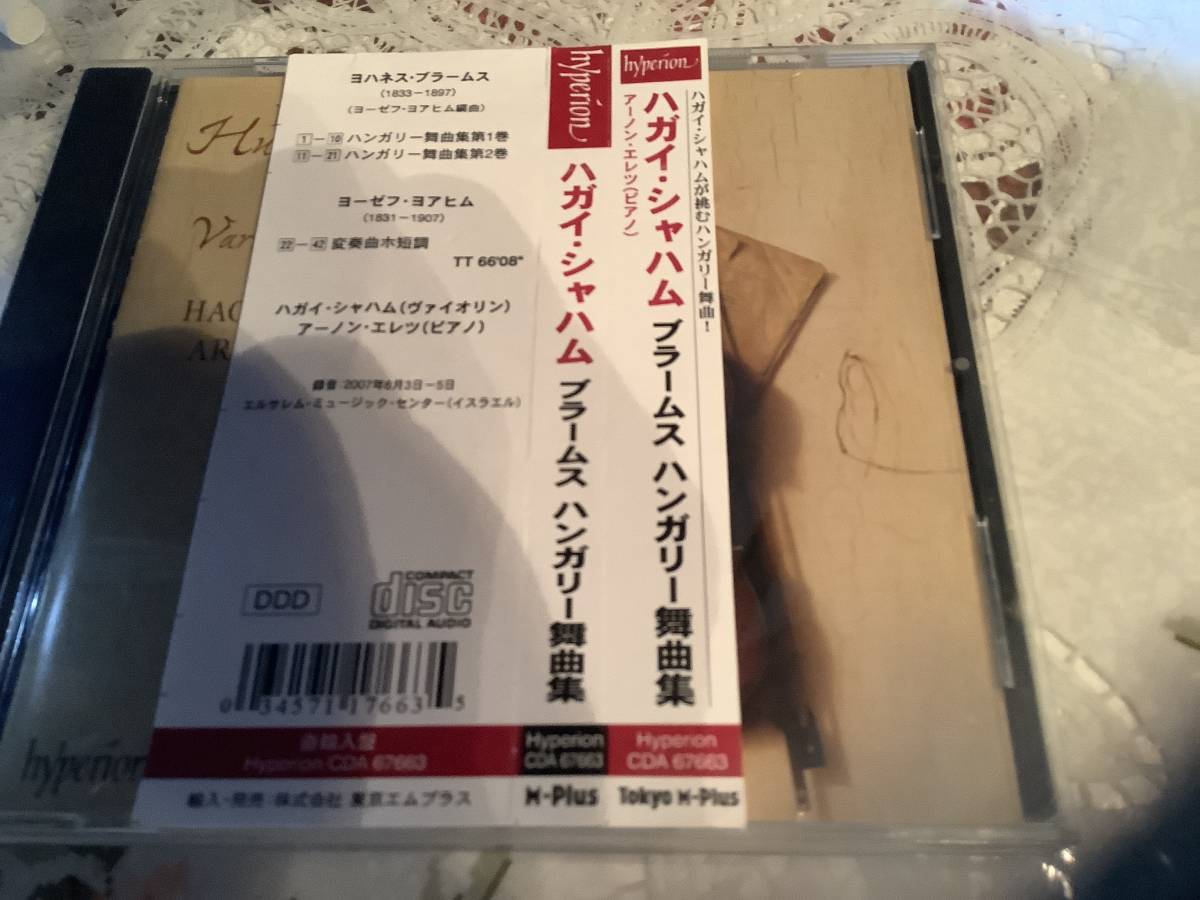 Hu
Var
HAG
AR
hyperion
ヨハネス・ブラームス
(1833-1897)
(ヨーゼフ・ヨアヒム編曲)
1-10 ハンガリー舞曲集第1巻
11-21 ハンガリー舞曲集第2巻
ヨーゼフ・ヨアヒム
(1831-1907)
22-42 変奏曲ホ短調
TT 66'08"
ハガイ・シャハム(ヴァイオリン)
アーノン・エレツ(ピアノ)
録音:2007年6月3日-5日
エルサレム・ミュージック・センター(イスラエル)
DDD
COMPACT
disc
DIGITAL AUDIO
0 34571 17663 5
直輸入盤
Hyperion CDA 67663
輸入・発売:株式会社 東京エムプラス
hyperion
ハガイ・シャハム ブラームス ハンガリー舞曲集
Hyperion
CDA 67663
M-Plus
hyperion
ハガイ・シャハムが挑むハンガリー舞曲!
ハガイ・シャハム ブラームス ハンガリー舞曲集
アーノン・エレツ(ピアノ)
Hyperion
CDA 67663
Tokyo M-Plus